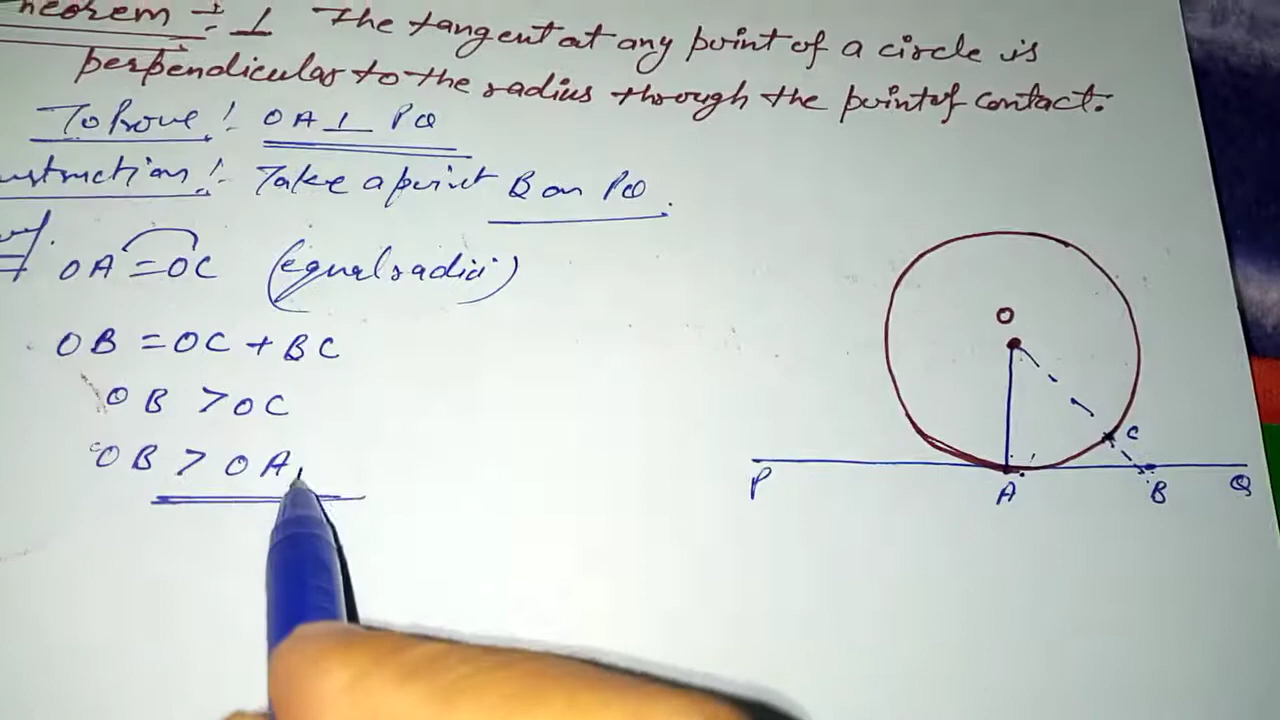 heorem :- 1 The tangent at any point of a circle is
perpendicular to the radius through the point of contact.
To Prove :- OA ⊥ PQ
nstruction :- Take a point B on PQ.
OA = OC (equal radii)
OB = OC + BC
OB > OC
OB > OA
O
C
P
A
B
Q